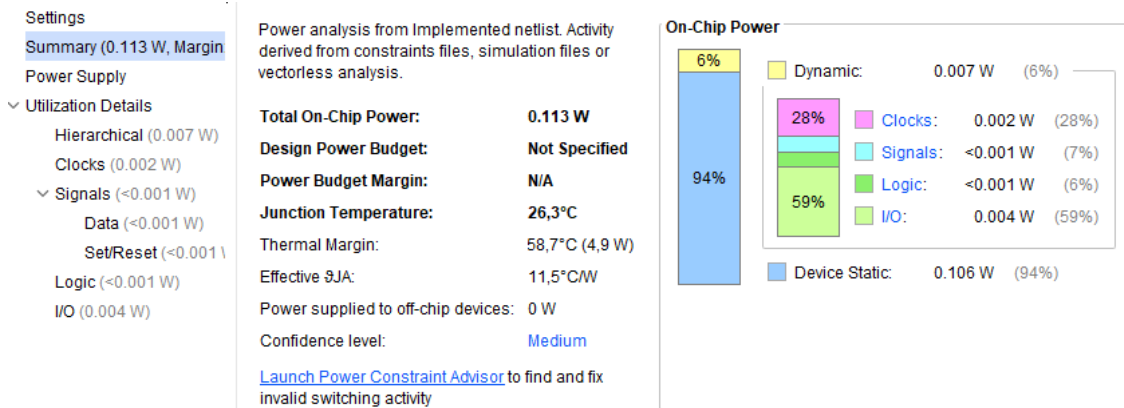 Settings
Summary (0.113 W, Margin:
Power Supply
Utilization Details
Hierarchical (0.007 W)
Clocks (0.002 W)
Signals (<0.001 W)
Data (<0.001 W)
Set/Reset (<0.001 \
Logic (<0.001 W)
I/O (0.004 W)
Power analysis from Implemented netlist. Activity
derived from constraints files, simulation files or
vectorless analysis.
Total On-Chip Power: 0.113 W
Design Power Budget: Not Specified
Power Budget Margin: N/A
Junction Temperature: 26,3°C
Thermal Margin: 58,7°C (4,9 W)
Effective ϑJA: 11,5°C/W
Power supplied to off-chip devices: 0 W
Confidence level: Medium
Launch Power Constraint Advisor to find and fix
invalid switching activity
On-Chip Power
6%
94%
Dynamic: 0.007 W (6%)
28%
59%
Clocks: 0.002 W (28%)
Signals: <0.001 W (7%)
Logic: <0.001 W (6%)
I/O: 0.004 W (59%)
Device Static: 0.106 W (94%)